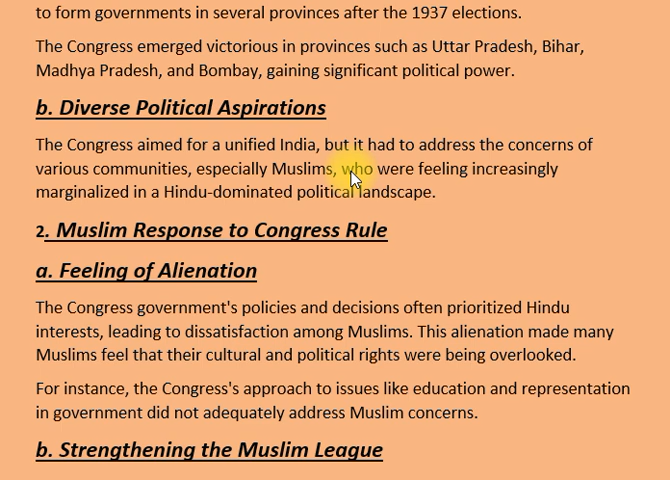 to form governments in several provinces after the 1937 elections.
The Congress emerged victorious in provinces such as Uttar Pradesh, Bihar,
Madhya Pradesh, and Bombay, gaining significant political power.
b. Diverse Political Aspirations
The Congress aimed for a unified India, but it had to address the concerns of
various communities, especially Muslims, who were feeling increasingly
marginalized in a Hindu-dominated political landscape.
2. Muslim Response to Congress Rule
a. Feeling of Alienation
The Congress government's policies and decisions often prioritized Hindu
interests, leading to dissatisfaction among Muslims. This alienation made many
Muslims feel that their cultural and political rights were being overlooked.
For instance, the Congress's approach to issues like education and representation
in government did not adequately address Muslim concerns.
b. Strengthening the Muslim League